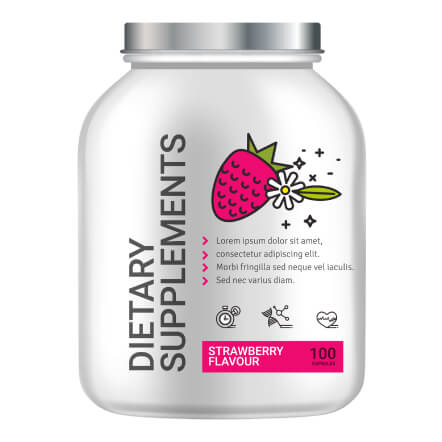 DIETARY
SUPPLEMENTS
Lorem ipsum dolor sit amet,
consectetur adipiscing elit.
Morbi fringilla sed neque vel iaculis.
Sed nec varius diam.
STRAWBERRY
FLAVOUR
100
CAPSULES